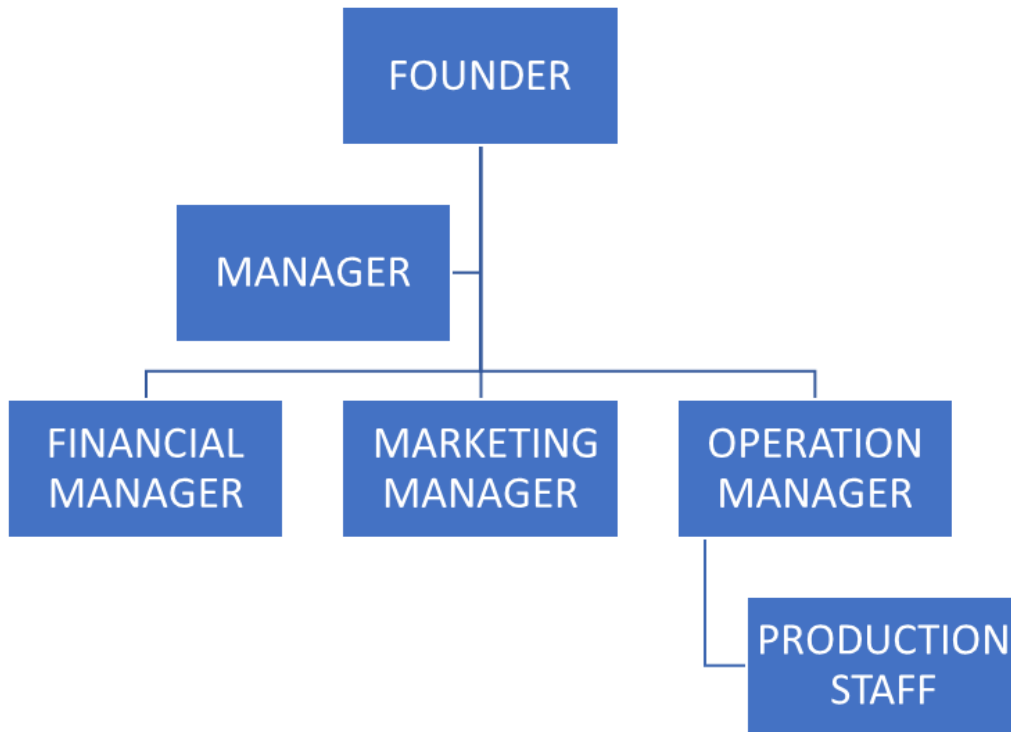 FOUNDER
MANAGER
FINANCIAL
MANAGER
MARKETING
MANAGER
OPERATION
MANAGER
PRODUCTION
STAFF